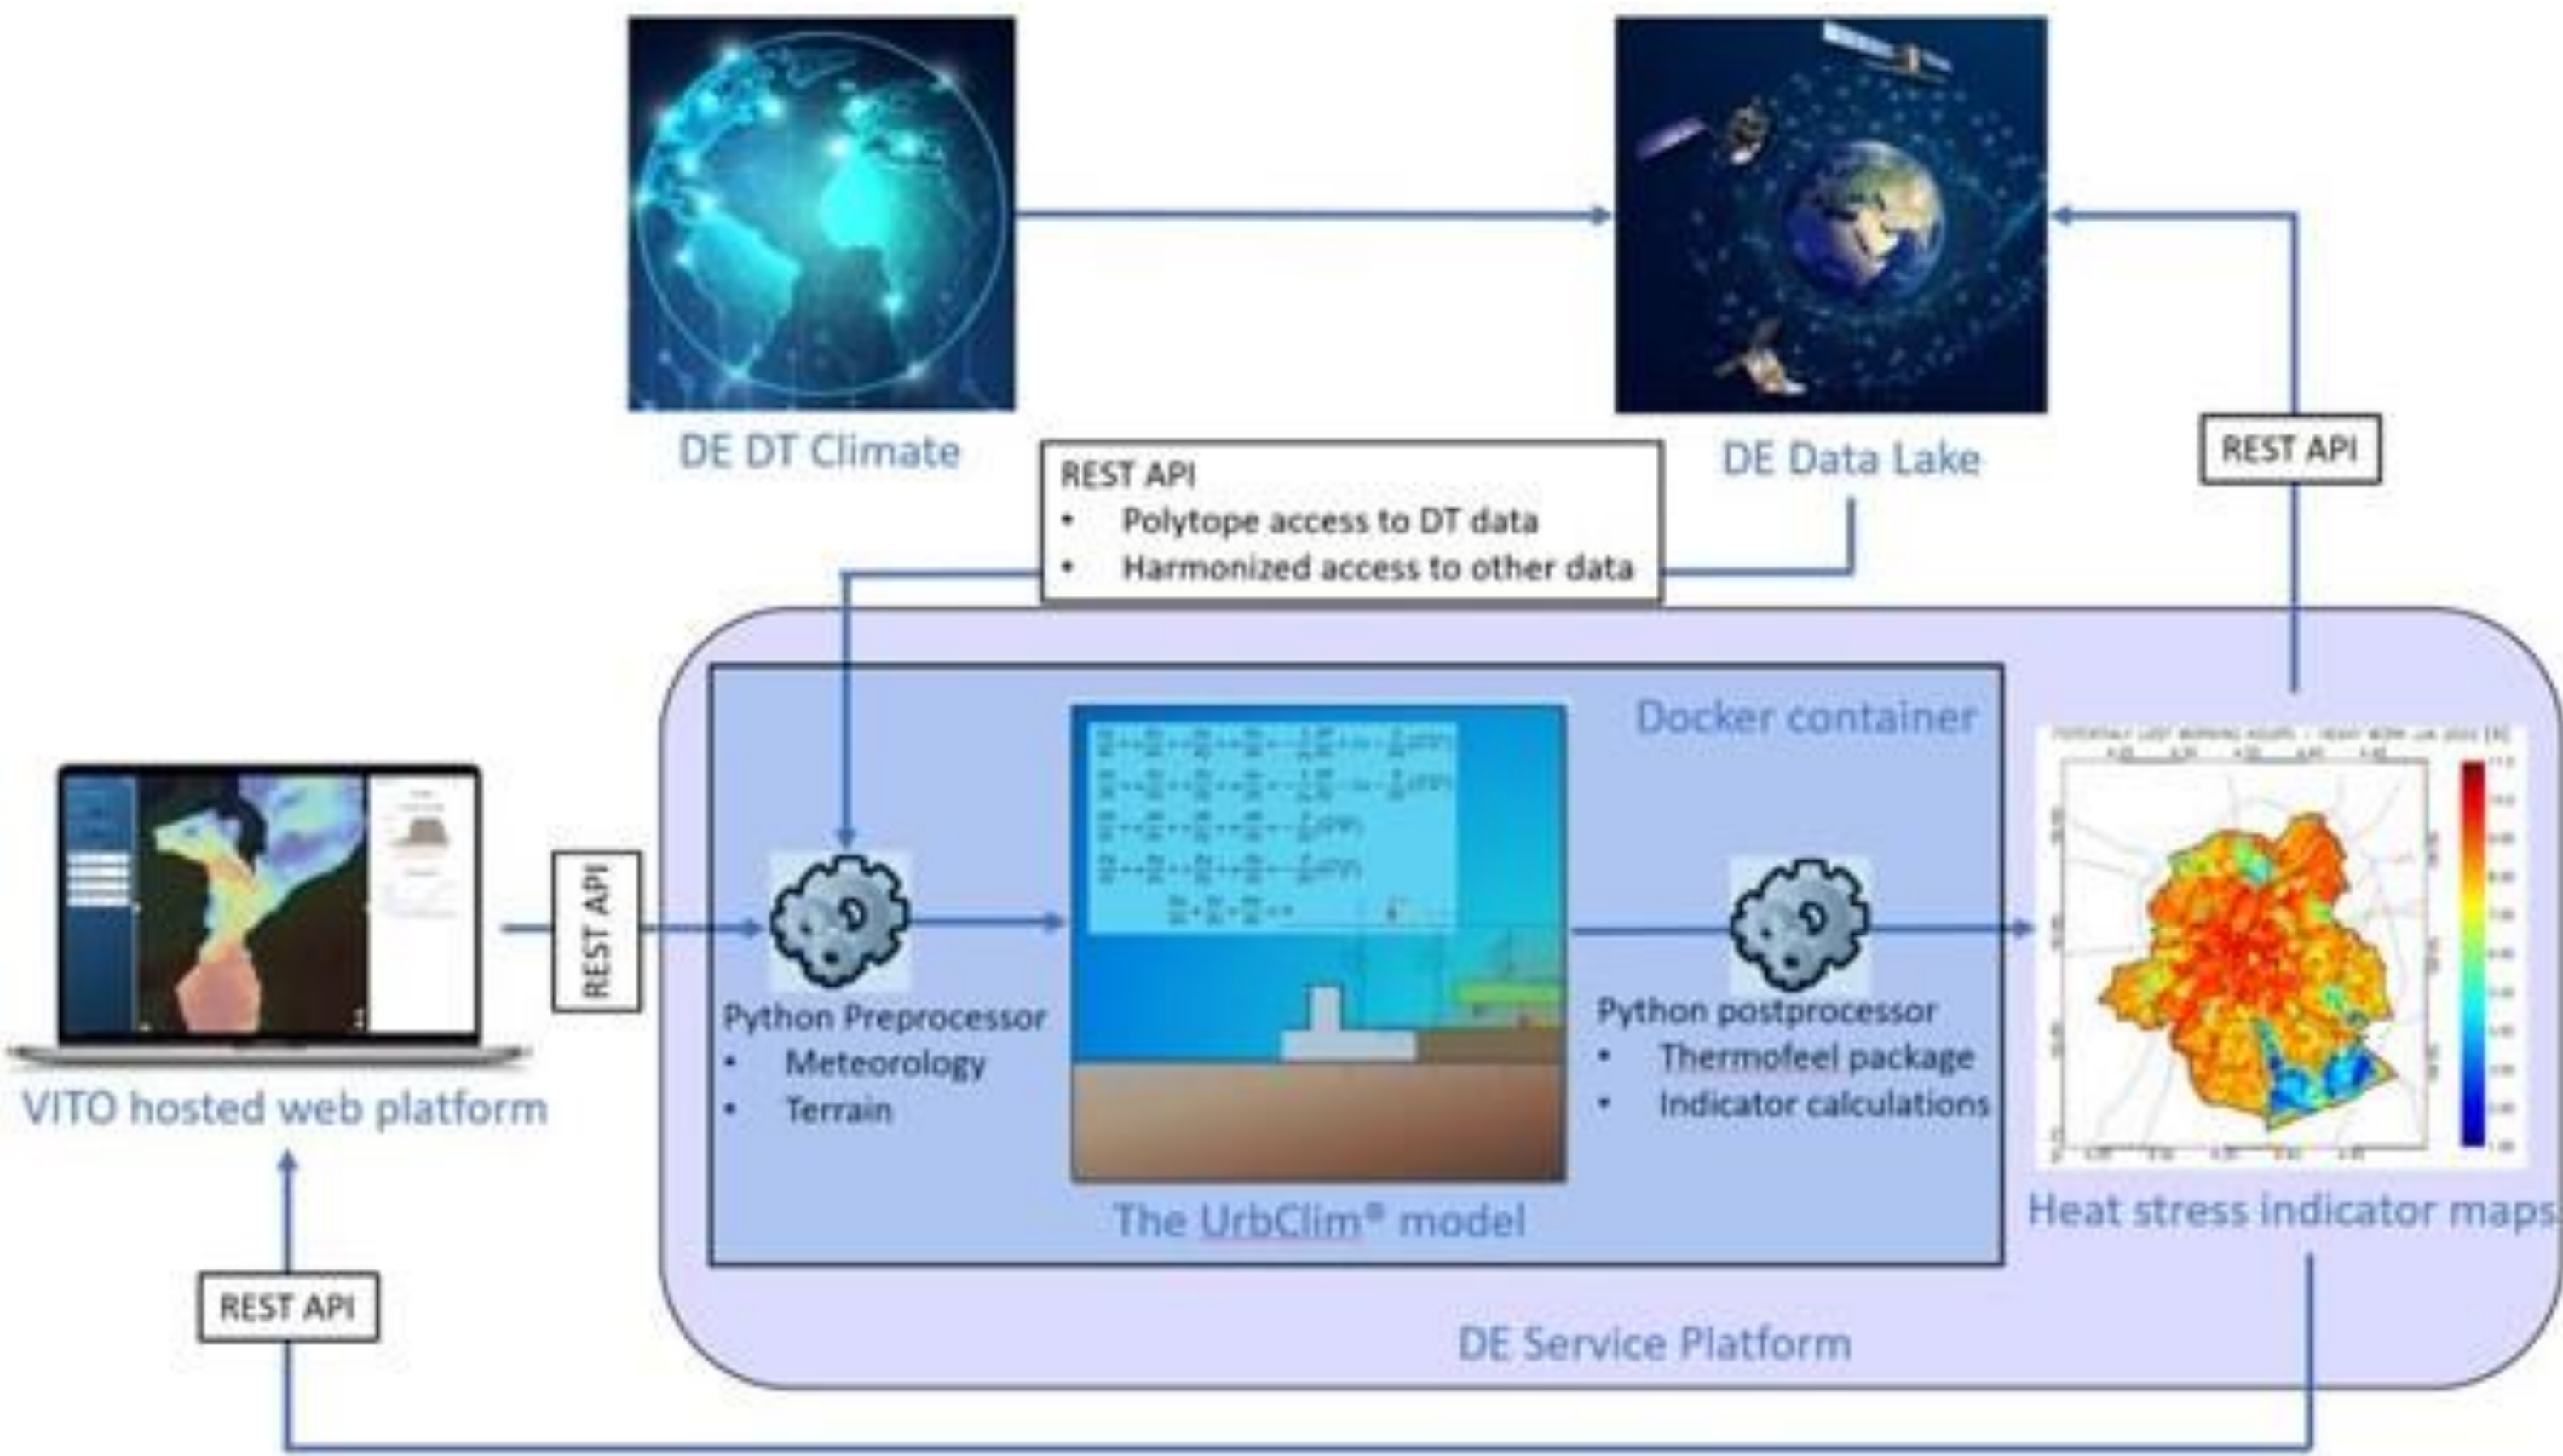 DE DT Climate
DE Data Lake
REST API
• Polytope access to DT data
• Harmonized access to other data
REST API
Docker container
REST API
Python Preprocessor
• Meteorology
• Terrain
Python postprocessor
• Thermofeel package
• Indicator calculations
VITO hosted web platform
The UrbClim® model
Heat stress indicator maps
REST API
DE Service Platform